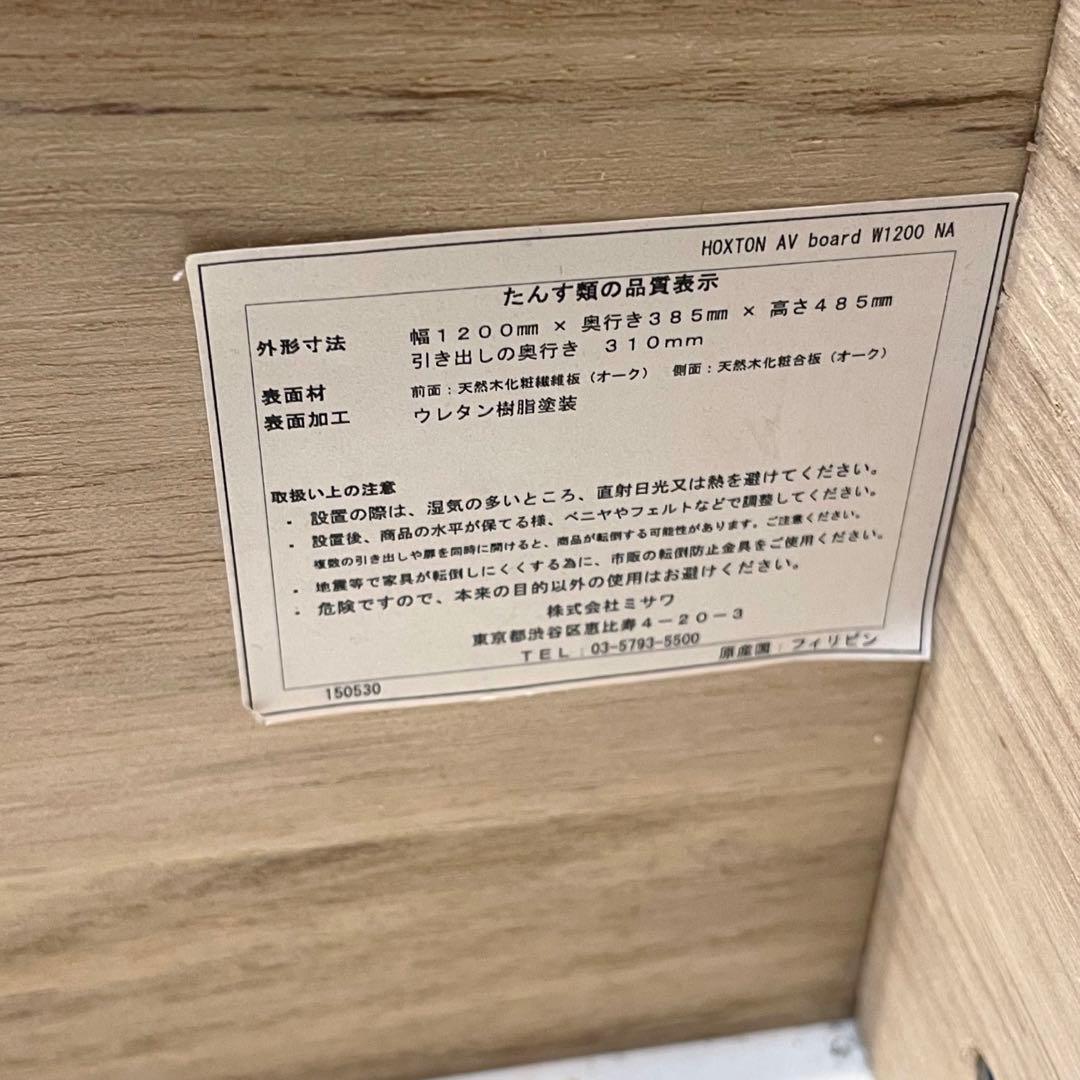 HOXTON AV board W1200 NA
たんす類の品質表示
外形寸法 幅1200㎜ × 奥行き385㎜ × 高さ485㎜
引き出しの奥行き 310mm
表面材 前面：天然木化粧繊維板（オーク） 側面：天然木化粧合板（オーク）
表面加工 ウレタン樹脂塗装
取扱い上の注意
・ 設置の際は、湿気の多いところ、直射日光又は熱を避けてください。
・ 設置後、商品の水平が保てる様、ベニヤやフェルトなどで調整してください。
複数の引き出しや扉を同時に開けると、商品が転倒する可能性があります。ご注意ください。
・ 地震等で家具が転倒しにくくする為に、市販の転倒防止金具をご使用ください。
・ 危険ですので、本来の目的以外の使用はお避けください。
株式会社ミサワ
東京都渋谷区恵比寿4－20－3
TEL：03-5793-5500
原産国：フィリピン
150530